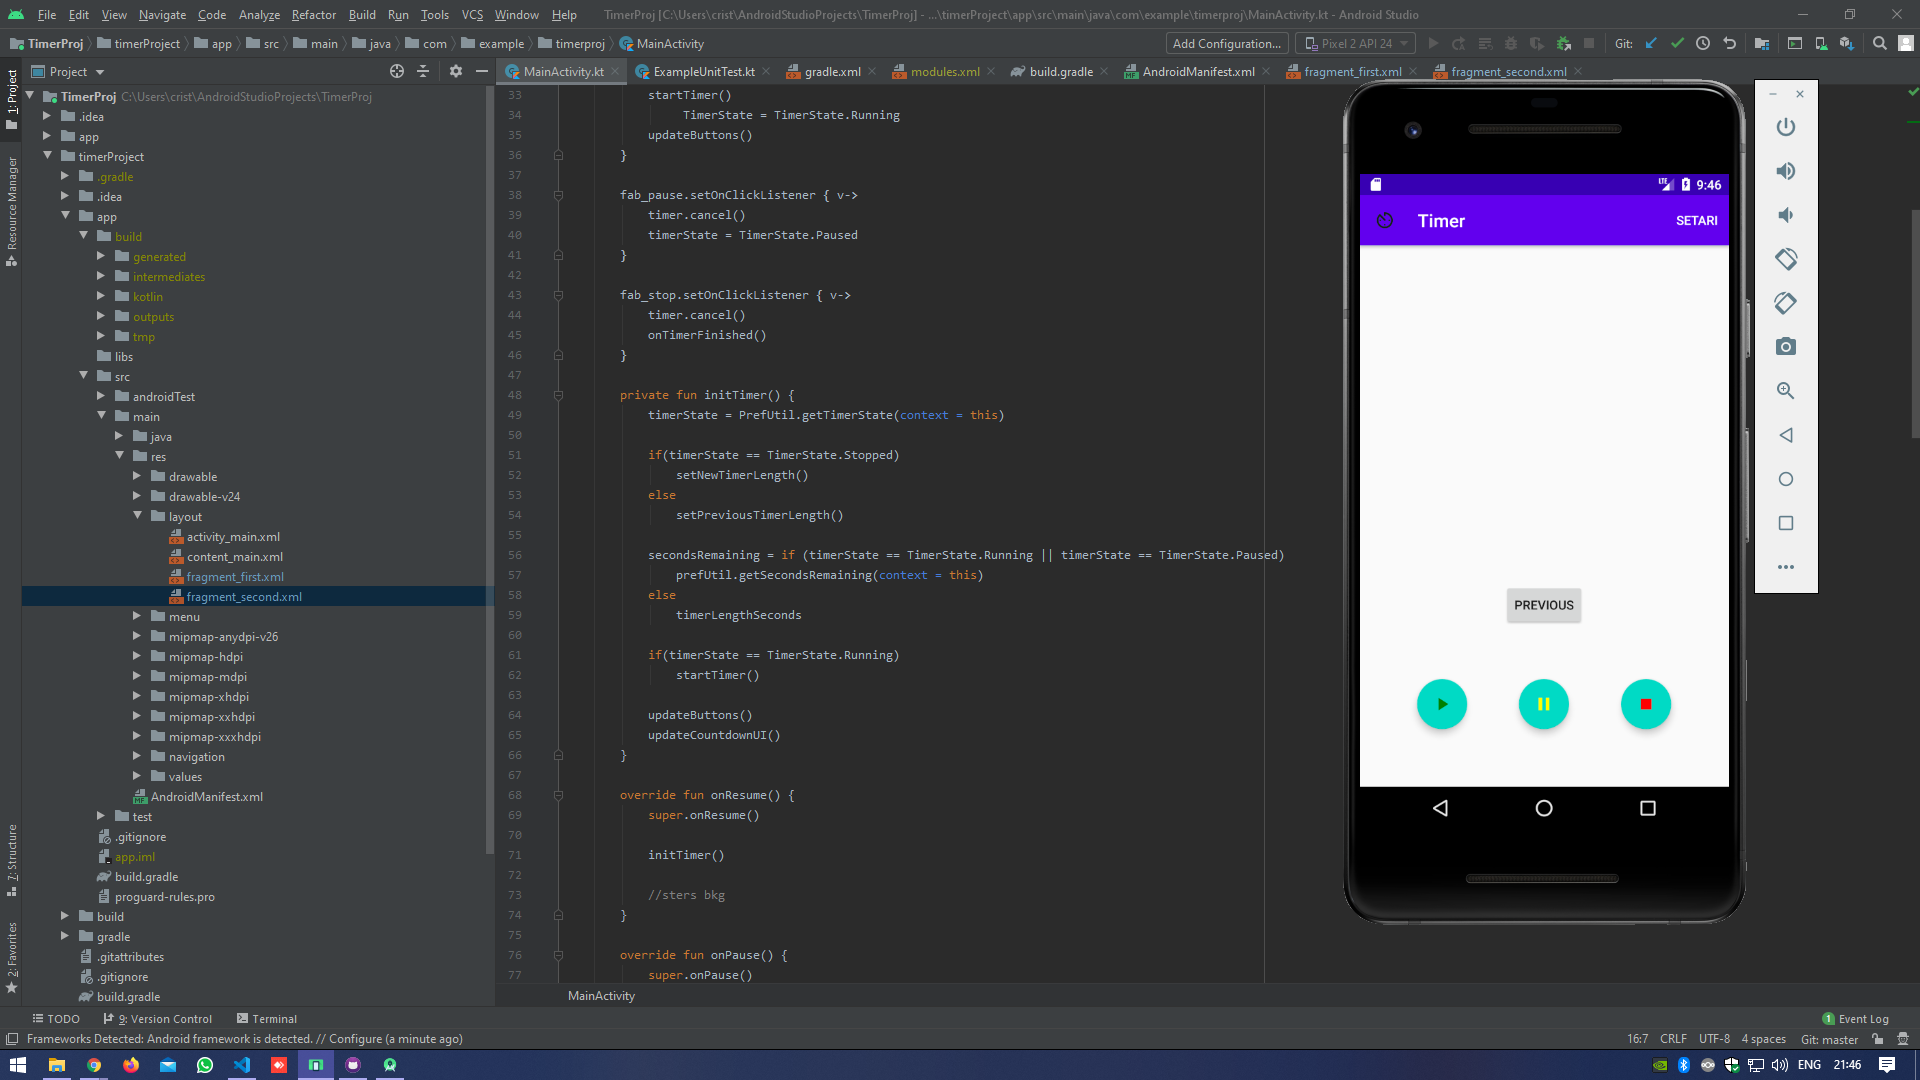 File Edit View Navigate Code Analyze Refactor Build Run Tools VCS Window Help TimerProj [C:\Users\crist\AndroidStudioProjects\TimerProj] - ...\timerProject\app\src\main\java\com\example\timerproj\MainActivity.kt - Android Studio
TimerProj timerProject app src main java com example timerproj MainActivity Add Configuration... Pixel 2 API 24 Git:
Project MainActivity.kt ExampleUnitTest.kt gradle.xml modules.xml build.gradle AndroidManifest.xml fragment_first.xml fragment_second.xml
1: Project
Resource Manager
7: Structure
2: Favorites
TimerProj C:\Users\crist\AndroidStudioProjects\TimerProj
.idea
app
timerProject
.gradle
.idea
app
build
generated
intermediates
kotlin
outputs
tmp
libs
src
androidTest
main
java
res
drawable
drawable-v24
layout
activity_main.xml
content_main.xml
fragment_first.xml
fragment_second.xml
menu
mipmap-anydpi-v26
mipmap-hdpi
mipmap-mdpi
mipmap-xhdpi
mipmap-xxhdpi
mipmap-xxxhdpi
navigation
values
AndroidManifest.xml
test
.gitignore
app.iml
build.gradle
proguard-rules.pro
build
gradle
.gitattributes
.gitignore
build.gradle
33 startTimer()
34 TimerState = TimerState.Running
35 updateButtons()
36 }
37
38 fab_pause.setOnClickListener { v->
39 timer.cancel()
40 timerState = TimerState.Paused
41 }
42
43 fab_stop.setOnClickListener { v->
44 timer.cancel()
45 onTimerFinished()
46 }
47
48 private fun initTimer() {
49 timerState = PrefUtil.getTimerState(context = this)
50
51 if(timerState == TimerState.Stopped)
52 setNewTimerLength()
53 else
54 setPreviousTimerLength()
55
56 secondsRemaining = if (timerState == TimerState.Running || timerState == TimerState.Paused)
57 prefUtil.getSecondsRemaining(context = this)
58 else
59 timerLengthSeconds
60
61 if(timerState == TimerState.Running)
62 startTimer()
63
64 updateButtons()
65 updateCountdownUI()
66 }
67
68 override fun onResume() {
69 super.onResume()
70
71 initTimer()
72
73 //sters bkg
74 }
75
76 override fun onPause() {
77 super.onPause()
MainActivity
LTE 9:46
Timer SETARI
PREVIOUS
TODO 9: Version Control Terminal 1 Event Log
Frameworks Detected: Android framework is detected. // Configure (a minute ago) 16:7 CRLF UTF-8 4 spaces Git: master
ENG 21:46